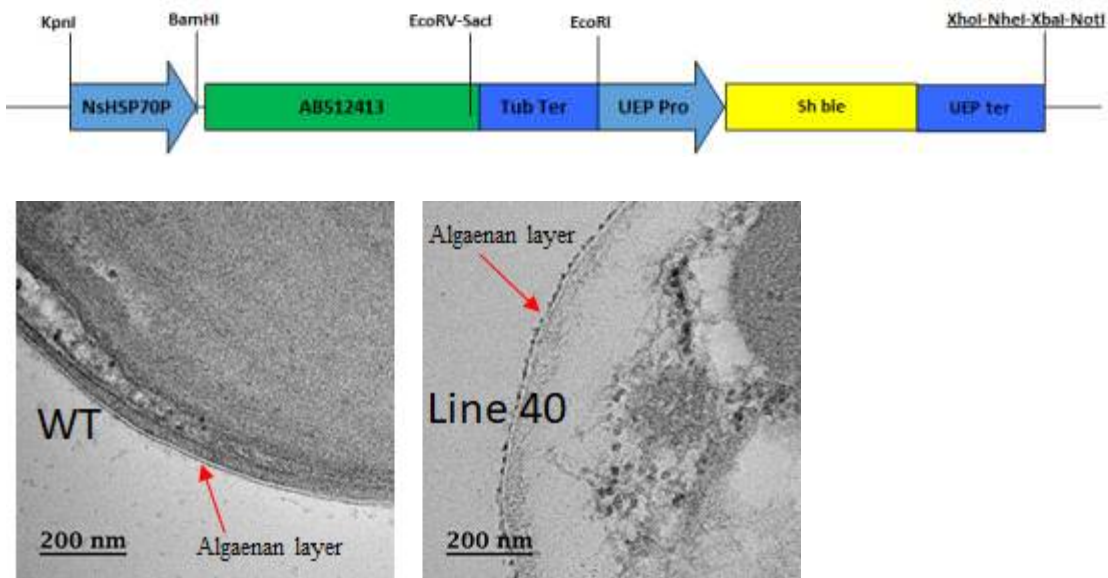 KpnI BamHI EcoRV-SacI EcoRI XhoI-NheI-XbaI-NotI
NsHSP70P ABS12413 Tub Ter UEP Pro Sh ble UEP ter
Algaenan layer
WT
200 nm
Algaenan layer
Line 40
200 nm